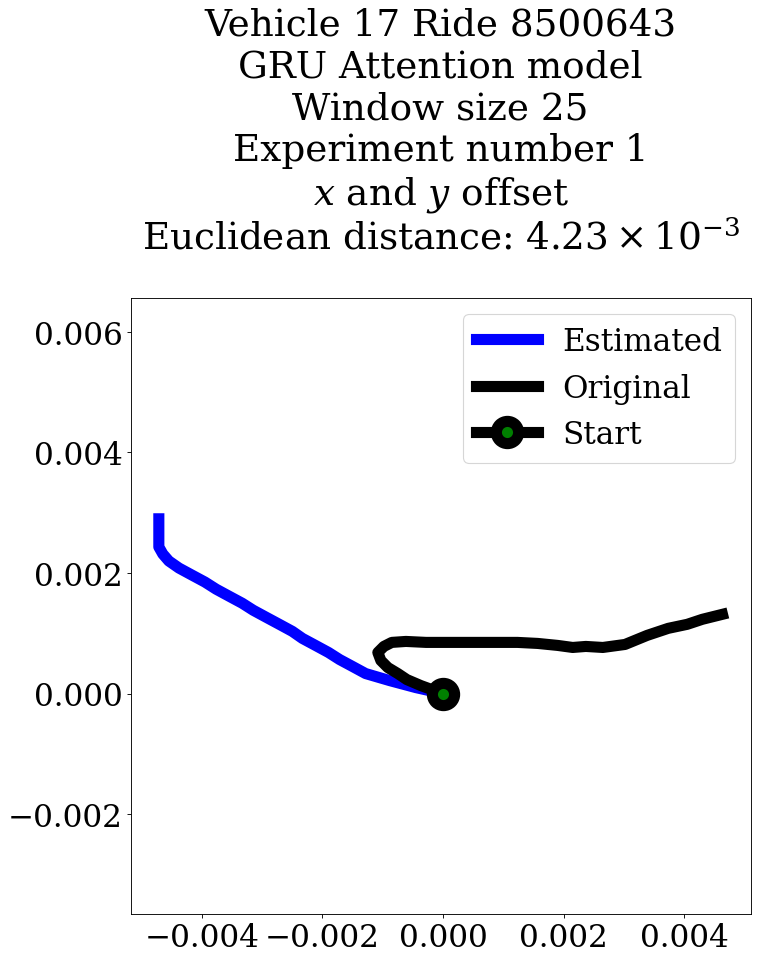 Vehicle 17 Ride 8500643
GRU Attention model
Window size 25
Experiment number 1
x and y offset
Euclidean distance: 4.23 × 10⁻³
0.006
0.004
0.002
0.000
−0.002
Estimated
Original
Start
−0.004 −0.002 0.000 0.002 0.004